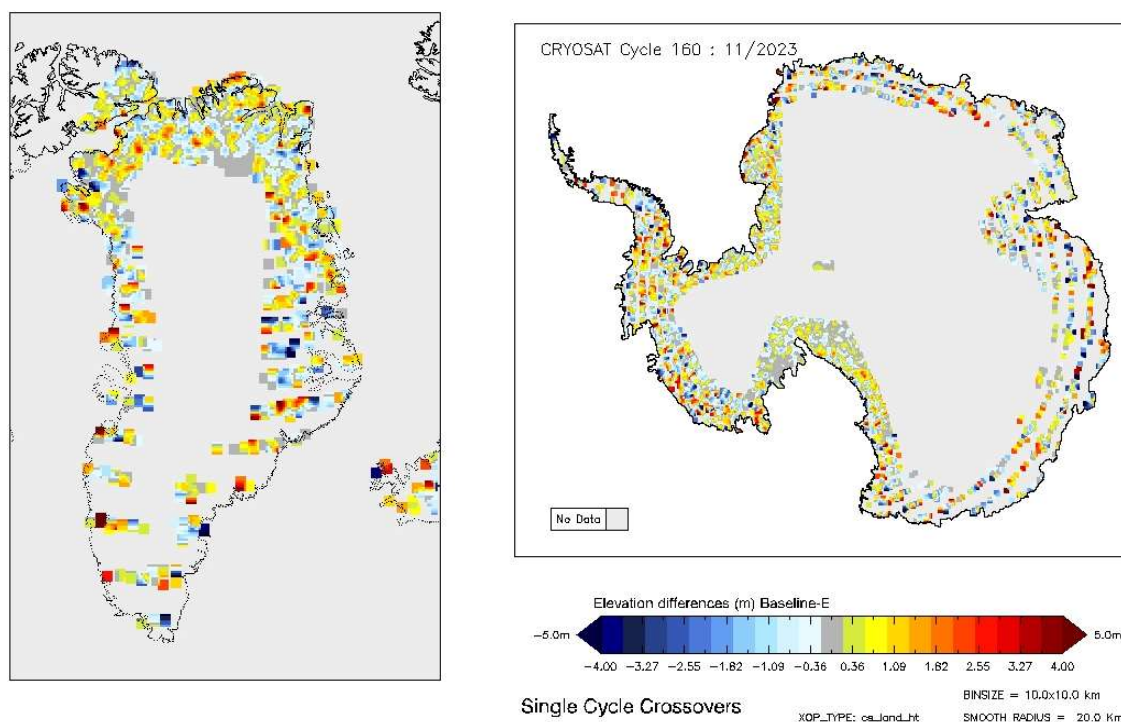 CRYOSAT Cycle 160 : 11/2023
No Data
Elevation differences (m) Baseline-E
-5.0m 5.0m
-4.00 -3.27 -2.55 -1.82 -1.09 -0.36 0.36 1.09 1.82 2.55 3.27 4.00
Single Cycle Crossovers
BINSIZE = 10.0x10.0 km
XOP_TYPE: cs_land_ht SMOOTH RADIUS = 20.0 Km